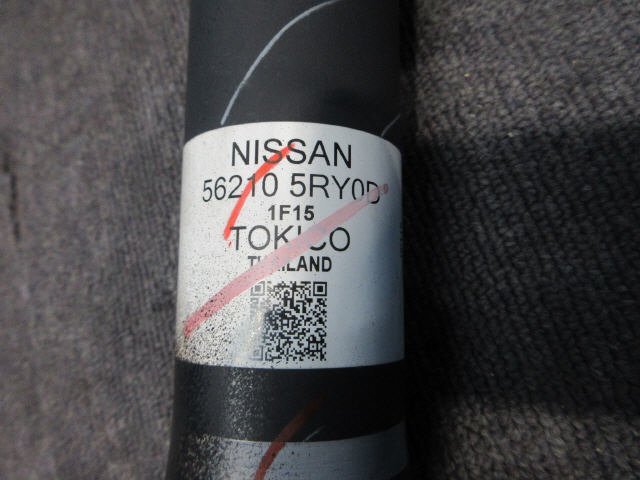 NISSAN
56210 5RY0D
1F15
TOKICO
THAILAND